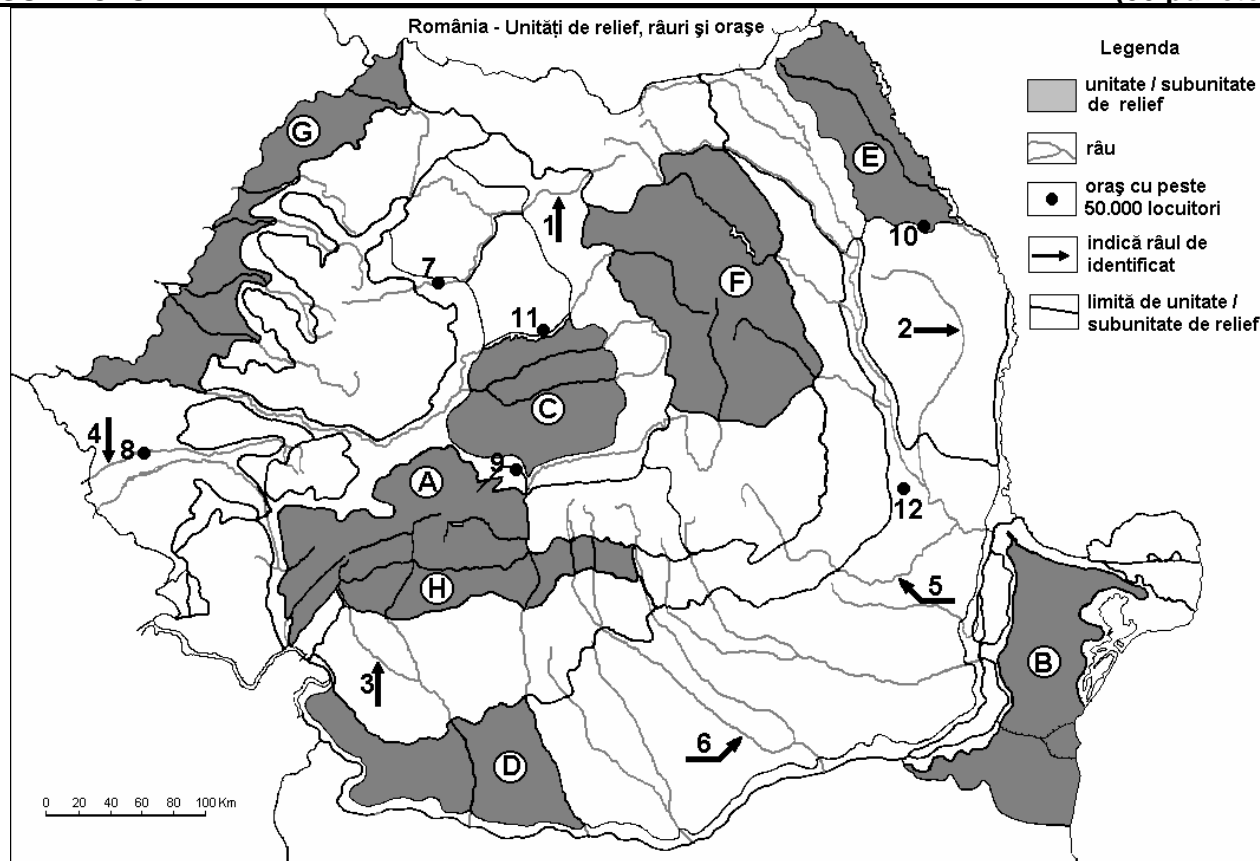 România - Unităţi de relief, râuri şi oraşe
Legenda
unitate / subunitate
de relief
râu
oraş cu peste
50.000 locuitori
indică râul de
identificat
limită de unitate /
subunitate de relief
G
E
10
1
7
F
2
11
C
4
8
9
A
12
H
5
B
3
6
D
0 20 40 60 80 100 Km